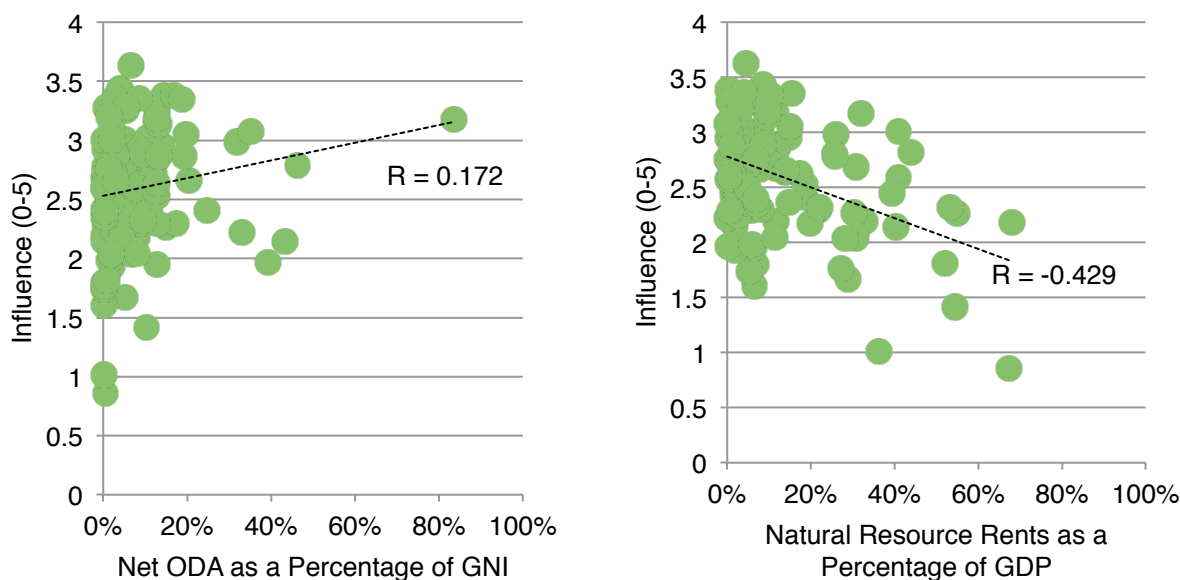 4
3.5
3
2.5
2
1.5
1
0.5
0
Influence (0-5)
R = 0.172
0% 20% 40% 60% 80% 100%
Net ODA as a Percentage of GNI
4
3.5
3
2.5
2
1.5
1
0.5
0
Influence (0-5)
R = -0.429
0% 20% 40% 60% 80% 100%
Natural Resource Rents as a
Percentage of GDP